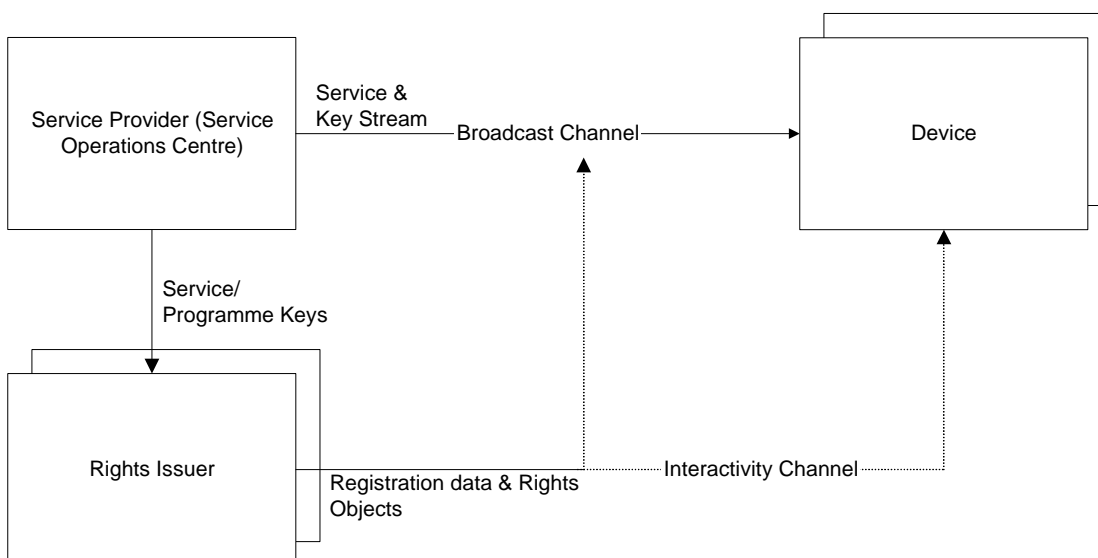 Service Provider (Service
Operations Centre)
Service &
Key Stream
Broadcast Channel
Device
Service/
Programme Keys
Rights Issuer
Registration data & Rights
Objects
Interactivity Channel